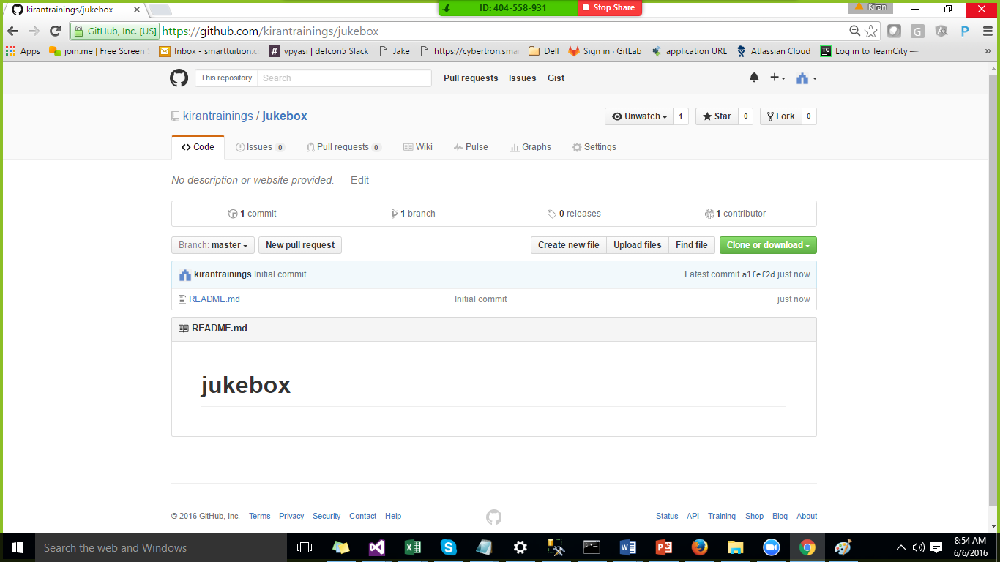 kirantrainings/jukebox
ID: 404-558-931 Stop Share
Kiran
GitHub, Inc. [US] https://github.com/kirantrainings/jukebox
Apps join.me | Free Screen Inbox - smarttuition.c vpyasi | defcon5 Slack Jake https://cybertron.sma Dell Sign in · GitLab application URL Atlassian Cloud Log in to TeamCity — »
This repository Search Pull requests Issues Gist
kirantrainings / jukebox Unwatch 1 Star 0 Fork 0
Code Issues 0 Pull requests 0 Wiki Pulse Graphs Settings
No description or website provided. — Edit
1 commit 1 branch 0 releases 1 contributor
Branch: master New pull request Create new file Upload files Find file Clone or download
kirantrainings Initial commit Latest commit a1fef2d just now
README.md Initial commit just now
README.md
jukebox
© 2016 GitHub, Inc. Terms Privacy Security Contact Help Status API Training Shop Blog About
Search the web and Windows
8:54 AM
6/6/2016